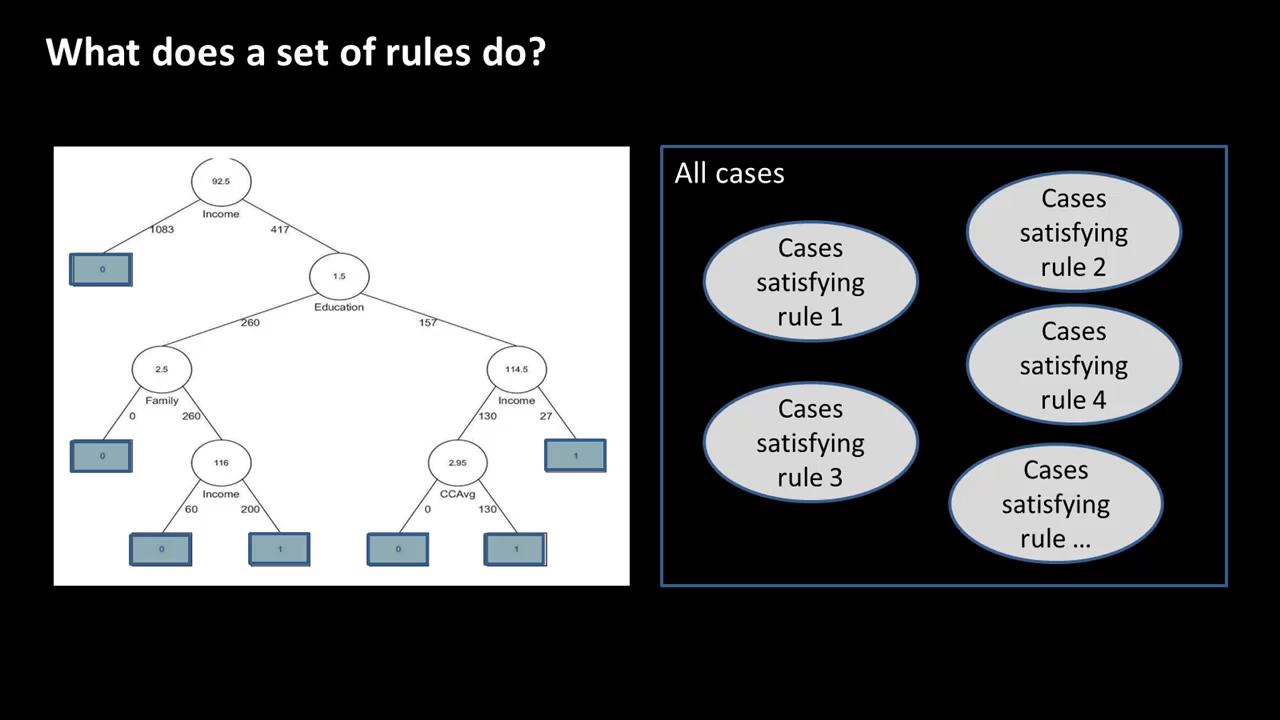 What does a set of rules do?
92.5
Income
1083
417
0
1.5
Education
260
157
2.5
Family
114.5
Income
0
260
130
27
0
116
Income
2.95
CCAvg
1
60
200
0
130
0
1
0
1
All cases
Cases
satisfying
rule 1
Cases
satisfying
rule 2
Cases
satisfying
rule 3
Cases
satisfying
rule 4
Cases
satisfying
rule ...